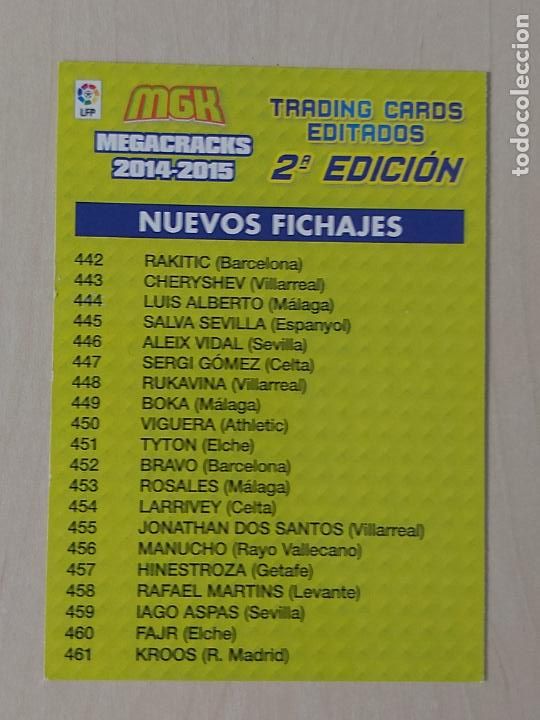 LFP
MGK
MEGACRACKS
2014-2015
TRADING CARDS
EDITADOS
2ª EDICIÓN
NUEVOS FICHAJES
442 RAKITIC (Barcelona)
443 CHERYSHEV (Villarreal)
444 LUIS ALBERTO (Málaga)
445 SALVA SEVILLA (Espanyol)
446 ALEIX VIDAL (Sevilla)
447 SERGI GÓMEZ (Celta)
448 RUKAVINA (Villarreal)
449 BOKA (Málaga)
450 VIGUERA (Athletic)
451 TYTON (Elche)
452 BRAVO (Barcelona)
453 ROSALES (Málaga)
454 LARRIVEY (Celta)
455 JONATHAN DOS SANTOS (Villarreal)
456 MANUCHO (Rayo Vallecano)
457 HINESTROZA (Getafe)
458 RAFAEL MARTINS (Levante)
459 IAGO ASPAS (Sevilla)
460 FAJR (Elche)
461 KROOS (R. Madrid)
todocoleccion